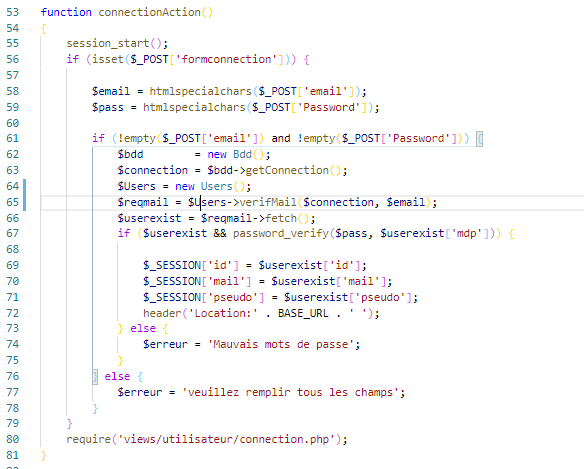 53 function connectionAction()
54 {
55     session_start();
56     if (isset($_POST['formconnection'])) {
57
58         $email = htmlspecialchars($_POST['email']);
59         $pass = htmlspecialchars($_POST['Password']);
60
61         if (!empty($_POST['email']) and !empty($_POST['Password'])) {
62             $bdd        = new Bdd();
63             $connection = $bdd->getConnection();
64             $Users = new Users();
65             $reqmail = $Users->verifMail($connection, $email);
66             $userexist = $reqmail->fetch();
67             if ($userexist && password_verify($pass, $userexist['mdp'])) {
68
69                 $_SESSION['id'] = $userexist['id'];
70                 $_SESSION['mail'] = $userexist['mail'];
71                 $_SESSION['pseudo'] = $userexist['pseudo'];
72                 header('Location:' . BASE_URL . ' ');
73             } else {
74                 $erreur = 'Mauvais mots de passe';
75             }
76         } else {
77             $erreur = 'veuillez remplir tous les champs';
78         }
79     }
80     require('views/utilisateur/connection.php');
81 }